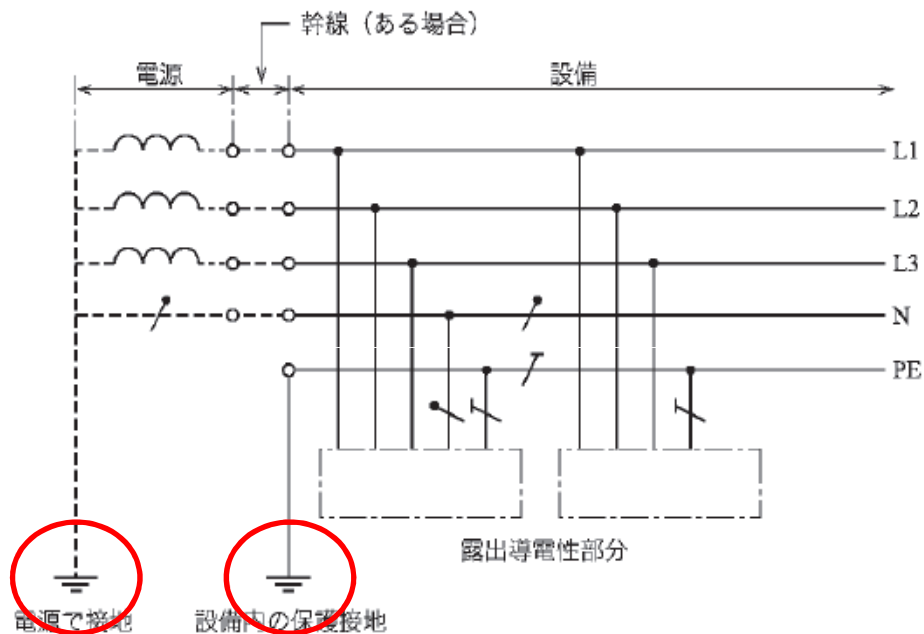 幹線（ある場合）
電源
設備
L1
L2
L3
N
PE
露出導電性部分
電源で接地
設備内の保護接地